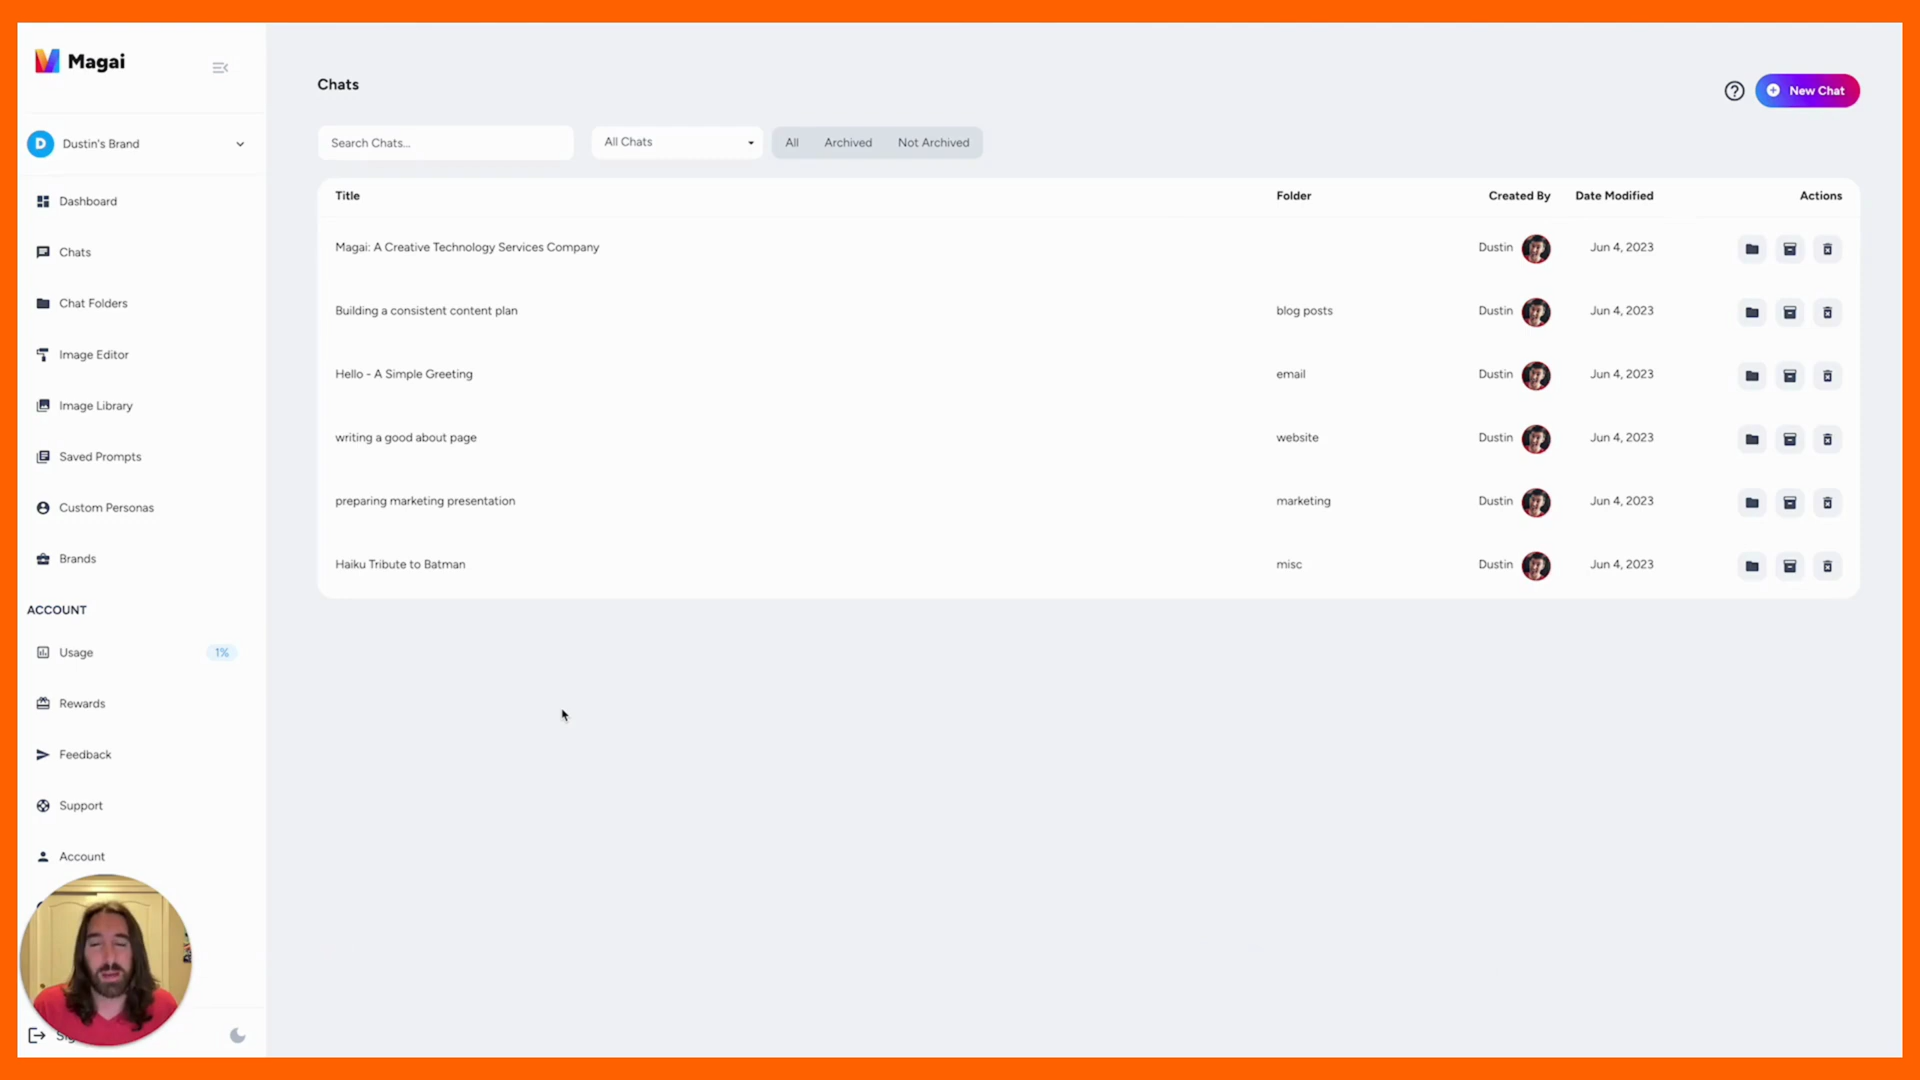 Magai
Dustin's Brand
D
Dashboard
Chats
Chat Folders
Image Editor
Image Library
Saved Prompts
Custom Personas
Brands
ACCOUNT
Usage 1%
Rewards
Feedback
Support
Account
Chats
New Chat
Search Chats...
All Chats
All Archived Not Archived
Title Folder Created By Date Modified Actions
Magai: A Creative Technology Services Company Dustin Jun 4, 2023
Building a consistent content plan blog posts Dustin Jun 4, 2023
Hello - A Simple Greeting email Dustin Jun 4, 2023
writing a good about page website Dustin Jun 4, 2023
preparing marketing presentation marketing Dustin Jun 4, 2023
Haiku Tribute to Batman misc Dustin Jun 4, 2023